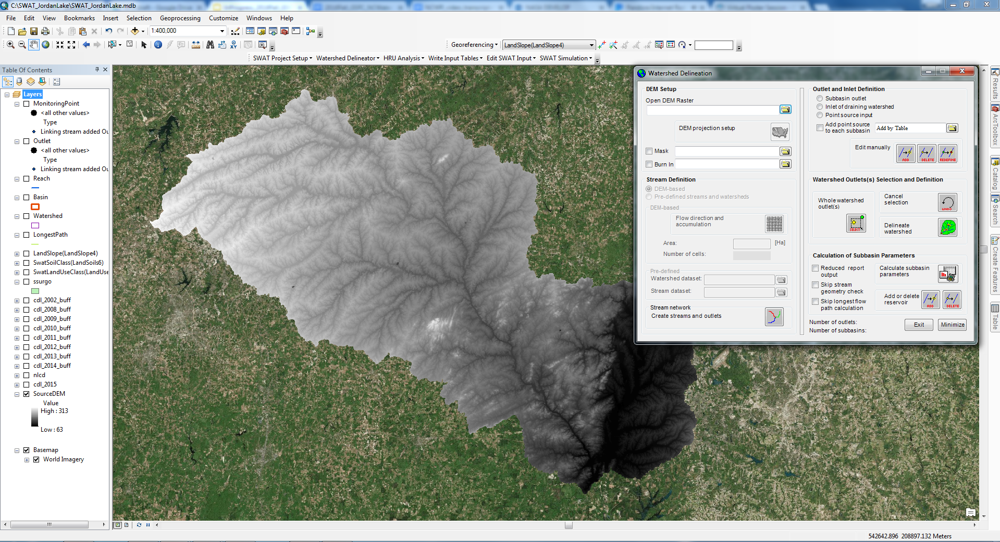 C:\SWAT_JordanLake\SWAT_JordanLake.mdb
File Edit View Bookmarks Insert Selection Geoprocessing Customize Windows Help
1:400,000
Georeferencing LandSlope(LandSlope4)
SWAT Project Setup Watershed Delineator HRU Analysis Write Input Tables Edit SWAT Input SWAT Simulation
Table Of Contents
Layers
MonitoringPoint
<all other values>
Type
Linking stream added Ou
Outlet
<all other values>
Type
Linking stream added Ou
Reach
Basin
Watershed
LongestPath
LandSlope(LandSlope4)
SwatSoilClass(LandSoils6)
SwatLandUseClass(LandUse
ssurgo
cdl_2002_buff
cdl_2008_buff
cdl_2009_buff
cdl_2010_buff
cdl_2011_buff
cdl_2012_buff
cdl_2013_buff
cdl_2014_buff
nlcd
cdl_2015
SourceDEM
Value
High : 313
Low : 63
Basemap
World Imagery
Watershed Delineation
DEM Setup
Open DEM Raster
DEM projection setup
Mask
Burn In
Stream Definition
DEM-based
Pre-defined streams and watersheds
DEM-based
Flow direction and
accumulation
Area: [Ha]
Number of cells:
Pre-defined
Watershed dataset:
Stream dataset:
Stream network
Create streams and outlets
Outlet and Inlet Definition
Subbasin outlet
Inlet of draining watershed
Point source input
Add point source
to each subbasin
Add by Table
Edit manually
ADD DELETE REDEFINE
Watershed Outlets(s) Selection and Definition
Whole watershed
outlet(s)
SELECT
Cancel
selection
UNDO
Delineate
watershed
Calculation of Subbasin Parameters
Reduced report
output
Skip stream
geometry check
Skip longest flow
path calculation
Calculate subbasin
parameters
Add or delete
reservoir
ADD DELETE
Number of outlets:
Number of subbasins:
Exit Minimize
Results
ArcToolbox
Catalog
Search
Create Features
Table
542642.896 208897.132 Meters